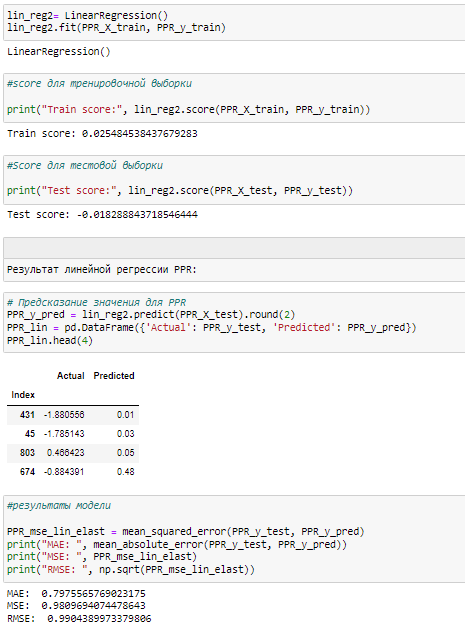 lin_reg2= LinearRegression()
lin_reg2.fit(PPR_X_train, PPR_y_train)
LinearRegression()
#score для тренировочной выборки
print("Train score:", lin_reg2.score(PPR_X_train, PPR_y_train))
Train score: 0.025484538437679283
#Score для тестовой выборки
print("Test score:", lin_reg2.score(PPR_X_test, PPR_y_test))
Test score: -0.018288843718546444
Результат линейной регрессии PPR:
# Предсказание значения для PPR
PPR_y_pred = lin_reg2.predict(PPR_X_test).round(2)
PPR_lin = pd.DataFrame({'Actual': PPR_y_test, 'Predicted': PPR_y_pred})
PPR_lin.head(4)
Actual Predicted
Index
431 -1.880556 0.01
45 -1.785143 0.03
803 0.466423 0.05
674 -0.884391 0.48
#результаты модели
PPR_mse_lin_elast = mean_squared_error(PPR_y_test, PPR_y_pred)
print("MAE: ", mean_absolute_error(PPR_y_test, PPR_y_pred))
print("MSE: ", PPR_mse_lin_elast)
print("RMSE: ", np.sqrt(PPR_mse_lin_elast))
MAE:  0.7975565769023175
MSE:  0.9809694074478643
RMSE:  0.9904389973379806